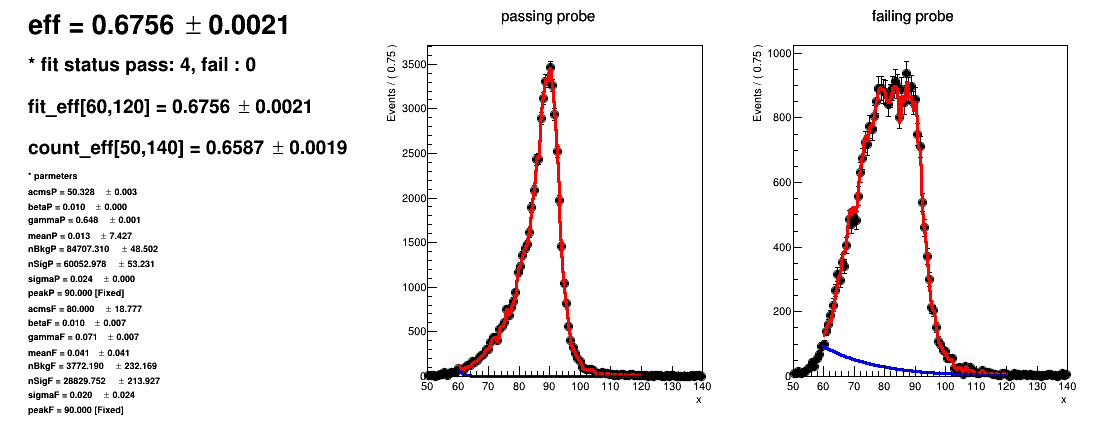 eff = 0.6756 ± 0.0021
* fit status pass: 4, fail : 0
fit_eff[60,120] = 0.6756 ± 0.0021
count_eff[50,140] = 0.6587 ± 0.0019
* parmeters
acmsP = 50.328 ± 0.003
betaP = 0.010 ± 0.000
gammaP = 0.648 ± 0.001
meanP = 0.013 ± 7.427
nBkgP = 84707.310 ± 48.502
nSigP = 60052.978 ± 53.231
sigmaP = 0.024 ± 0.000
peakP = 90.000 [Fixed]
acmsF = 80.000 ± 18.777
betaF = 0.010 ± 0.007
gammaF = 0.071 ± 0.007
meanF = 0.041 ± 0.041
nBkgF = 3772.190 ± 232.169
nSigF = 28829.752 ± 213.927
sigmaF = 0.020 ± 0.024
peakF = 90.000 [Fixed]
passing probe
Events / ( 0.75 )
3500
3000
2500
2000
1500
1000
500
0
50 60 70 80 90 100 110 120 130 140
x
failing probe
Events / ( 0.75 )
1000
800
600
400
200
0
50 60 70 80 90 100 110 120 130 140
x